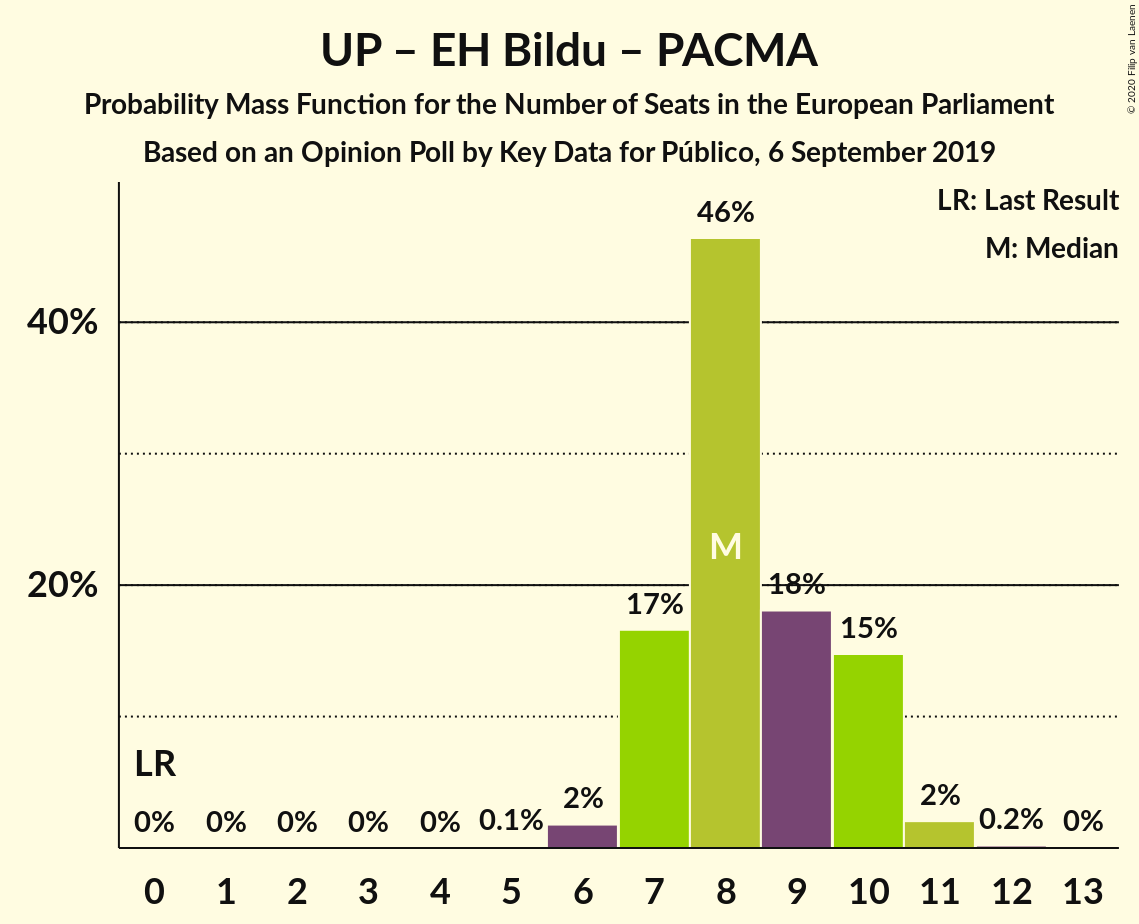 UP – EH Bildu – PACMA
Probability Mass Function for the Number of Seats in the European Parliament
Based on an Opinion Poll by Key Data for Público, 6 September 2019
© 2020 Filip van Laenen
LR: Last Result
M: Median
46%
40%
M
20%
18%
17%
15%
LR
0% 0% 0% 0% 0% 0.1% 2% 2% 0.2% 0%
0 1 2 3 4 5 6 7 8 9 10 11 12 13